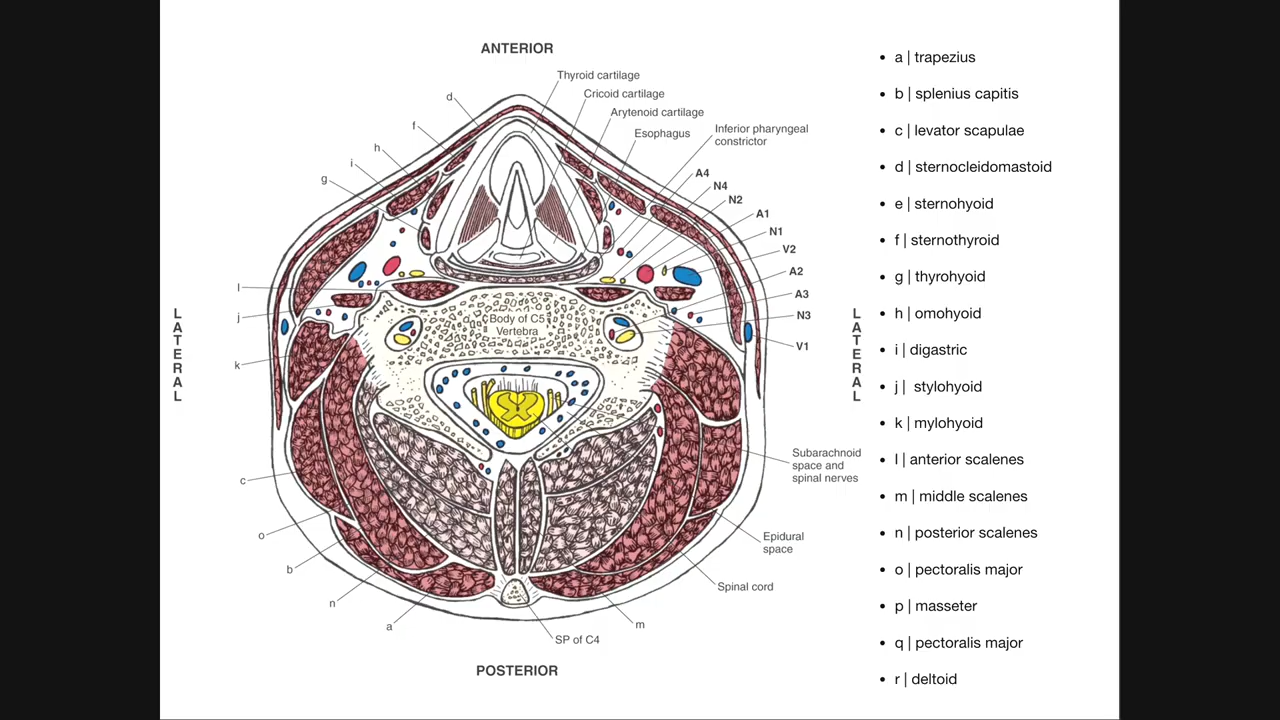 ANTERIOR
Thyroid cartilage
Cricoid cartilage
Arytenoid cartilage
Esophagus
Inferior pharyngeal
constrictor
d
f
h
i
g
A4
N4
N2
A1
N1
V2
A2
A3
N3
V1
l
j
k
c
o
b
n
a
m
LATERAL
LATERAL
Body of C5
Vertebra
Subarachnoid
space and
spinal nerves
Epidural
space
Spinal cord
SP of C4
POSTERIOR
• a | trapezius
• b | splenius capitis
• c | levator scapulae
• d | sternocleidomastoid
• e | sternohyoid
• f | sternothyroid
• g | thyrohyoid
• h | omohyoid
• i | digastric
• j | stylohyoid
• k | mylohyoid
• l | anterior scalenes
• m | middle scalenes
• n | posterior scalenes
• o | pectoralis major
• p | masseter
• q | pectoralis major
• r | deltoid